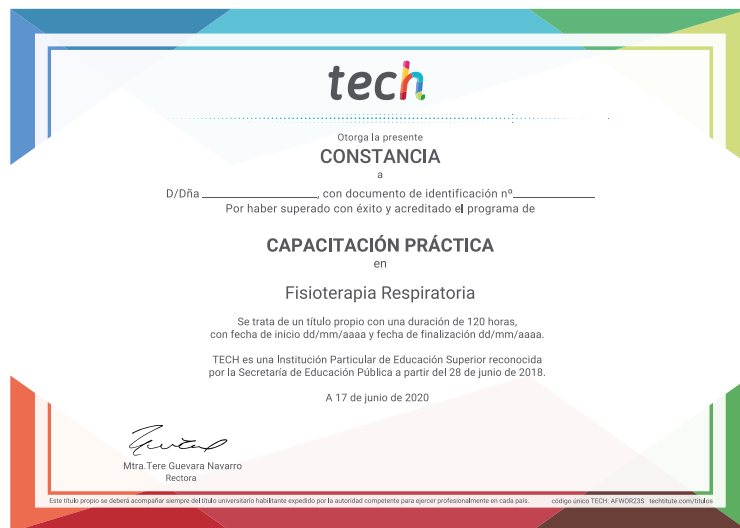 tech
Otorga la presente
CONSTANCIA
a
D/Dña ____________________, con documento de identificación nº______________
Por haber superado con éxito y acreditado el programa de
CAPACITACIÓN PRÁCTICA
en
Fisioterapia Respiratoria
Se trata de un título propio con una duración de 120 horas,
con fecha de inicio dd/mm/aaaa y fecha de finalización dd/mm/aaaa.
TECH es una Institución Particular de Educación Superior reconocida
por la Secretaría de Educación Pública a partir del 28 de junio de 2018.
A 17 de junio de 2020
Mtra.Tere Guevara Navarro
Rectora
Este título propio se deberá acompañar siempre del título universitario habilitante expedido por la autoridad competente para ejercer profesionalmente en cada país. código único TECH: AFWOR23S techtitute.com/títulos